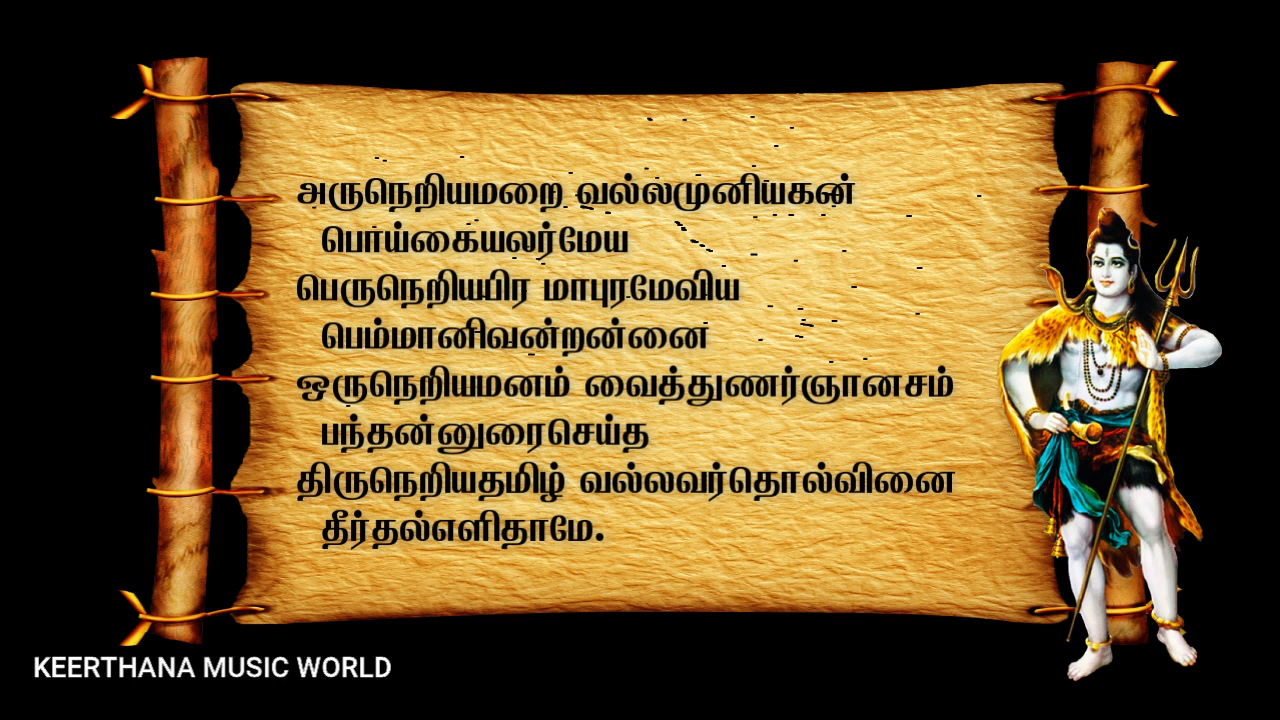 அருநெறியமறை வல்லமுனியகன்
பொய்கையலர்மேய
பெருநெறியபிர மாபுரமேவிய
பெம்மானிவன்றன்னை
ஒருநெறியமனம் வைத்துணர்ஞானசம்
பந்தன்னுரைசெய்த
திருநெறியதமிழ் வல்லவர்தொல்வினை
தீர்தல்எளிதாமே.
KEERTHANA MUSIC WORLD